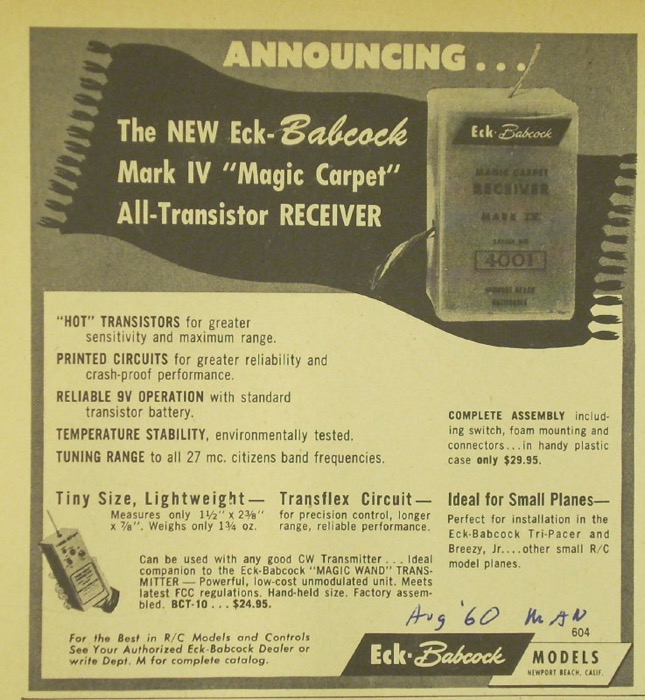 ANNOUNCING...
The NEW Eck-Babcock
Mark IV "Magic Carpet"
All-Transistor RECEIVER
Eck-Babcock
MAGIC CARPET
RECEIVER
MARK IV
4001
NEWPORT BEACH
CALIFORNIA
"HOT" TRANSISTORS for greater
sensitivity and maximum range.
PRINTED CIRCUITS for greater reliability and
crash-proof performance.
RELIABLE 9V OPERATION with standard
transistor battery.
TEMPERATURE STABILITY, environmentally tested.
TUNING RANGE to all 27 mc. citizens band frequencies.
COMPLETE ASSEMBLY includ-
ing switch, foam mounting and
connectors...in handy plastic
case only $29.95.
Tiny Size, Lightweight—
Measures only 1½" x 2⅜"
x ⅞". Weighs only 1¾ oz.
Transflex Circuit—
for precision control, longer
range, reliable performance.
Ideal for Small Planes—
Perfect for installation in the
Eck-Babcock Tri-Pacer and
Breezy, Jr....other small R/C
model planes.
Can be used with any good CW Transmitter... Ideal
companion to the Eck-Babcock "MAGIC WAND" TRANS-
MITTER — Powerful, low-cost unmodulated unit. Meets
latest FCC regulations. Hand-held size. Factory assem-
bled. BCT-10 ... $24.95.
Aug '60 MAN
604
For the Best in R/C Models and Controls
See Your Authorized Eck-Babcock Dealer or
write Dept. M for complete catalog.
Eck-Babcock MODELS
NEWPORT BEACH, CALIF.